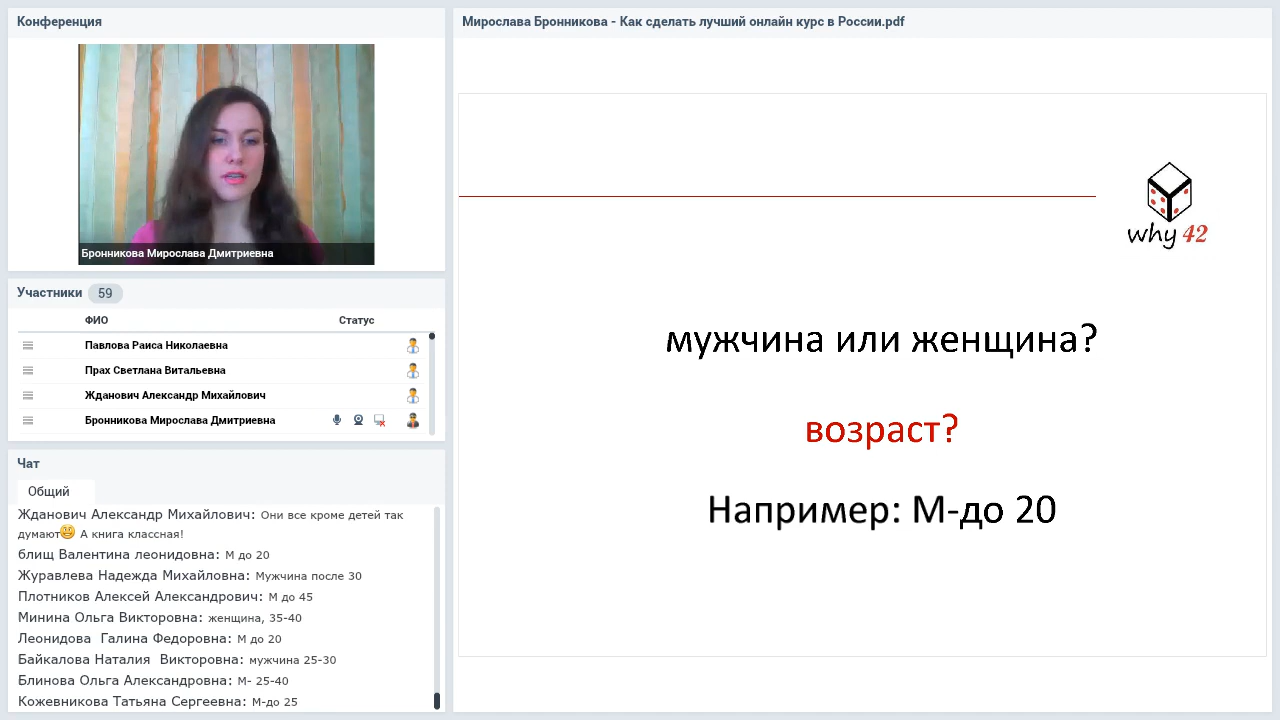 Конференция
Бронникова Мирослава Дмитриевна
Участники 59
ФИО Статус
Павлова Раиса Николаевна
Прах Светлана Витальевна
Жданович Александр Михайлович
Бронникова Мирослава Дмитриевна
Чат
Общий
Жданович Александр Михайлович: Они все кроме детей так
думают А книга классная!
блищ Валентина леонидовна: М до 20
Журавлева Надежда Михайловна: Мужчина после 30
Плотников Алексей Александрович: М до 45
Минина Ольга Викторовна: женщина, 35-40
Леонидова Галина Федоровна: М до 20
Байкалова Наталия Викторовна: мужчина 25-30
Блинова Ольга Александровна: М- 25-40
Кожевникова Татьяна Сергеевна: М-до 25
Мирослава Бронникова - Как сделать лучший онлайн курс в России.pdf
why 42
мужчина или женщина?
возраст?
Например: М-до 20